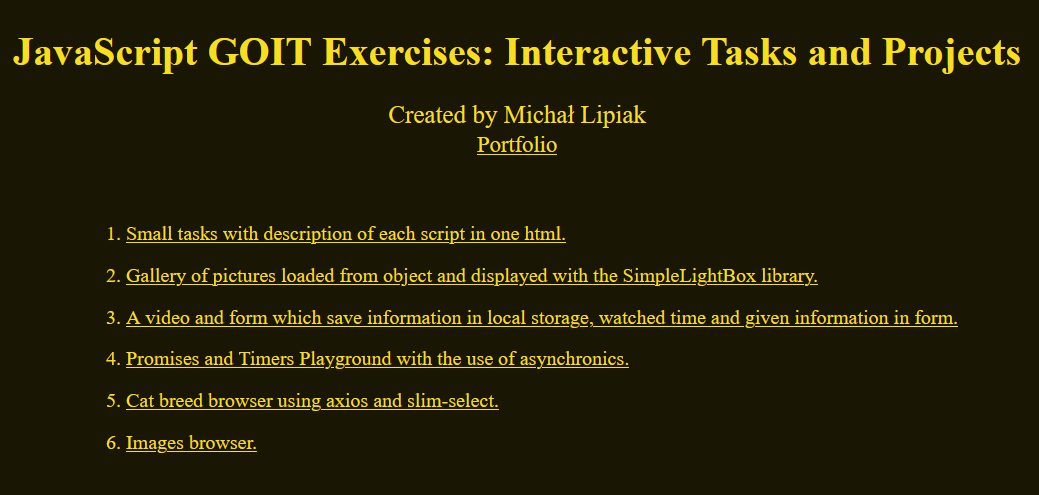 JavaScript GOIT Exercises: Interactive Tasks and Projects
Created by Michał Lipiak
Portfolio
1. Small tasks with description of each script in one html.
2. Gallery of pictures loaded from object and displayed with the SimpleLightBox library.
3. A video and form which save information in local storage, watched time and given information in form.
4. Promises and Timers Playground with the use of asynchronics.
5. Cat breed browser using axios and slim-select.
6. Images browser.